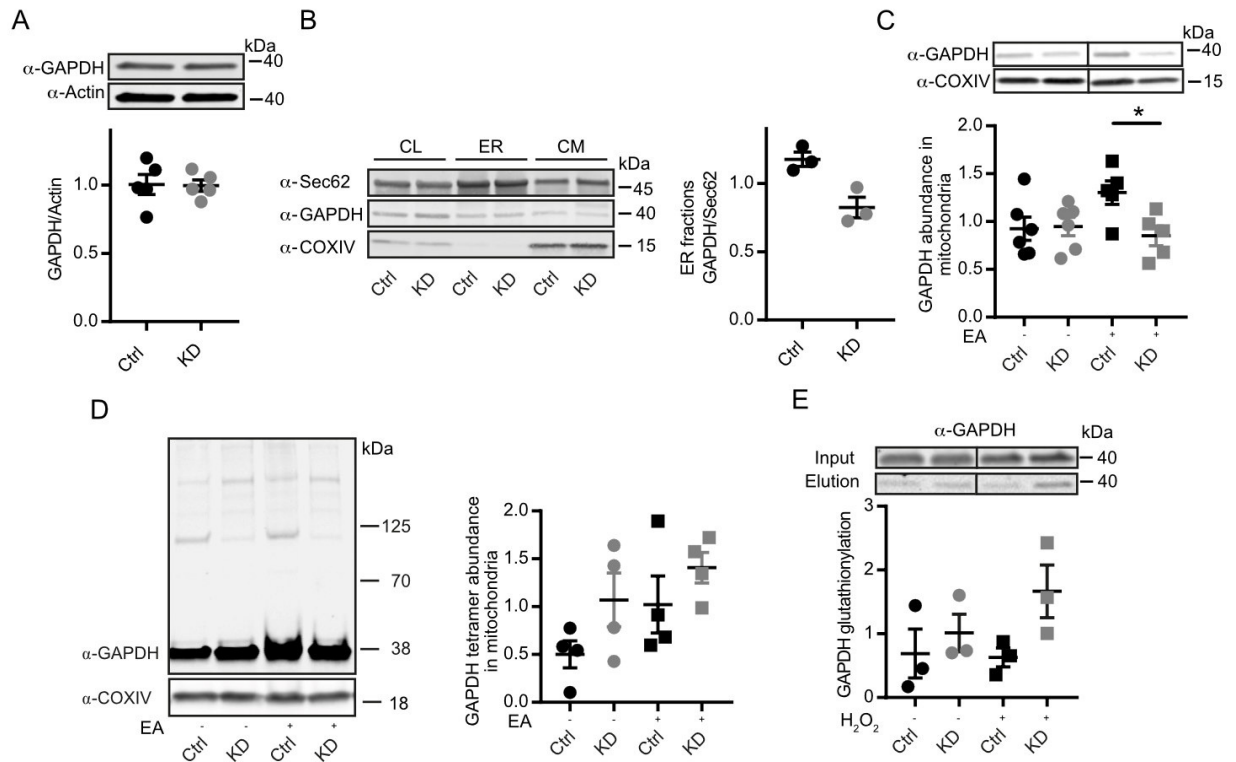 A
kDa
α-GAPDH
40
α-Actin
40
GAPDH/Actin
1.0
0.5
0.0
Ctrl
KD
B
CL
ER
CM
kDa
α-Sec62
45
α-GAPDH
40
α-COXIV
15
Ctrl
KD
Ctrl
KD
Ctrl
KD
ER fractions
GAPDH/Sec62
1.0
0.5
0.0
Ctrl
KD
C
kDa
α-GAPDH
40
α-COXIV
15
*
GAPDH abundance in
mitochondria
2.0
1.5
1.0
0.5
0.0
EA - - + +
Ctrl
KD
Ctrl
KD
D
kDa
125
70
α-GAPDH
38
α-COXIV
18
EA - - + +
Ctrl
KD
Ctrl
KD
GAPDH tetramer abundance
in mitochondria
2.0
1.5
1.0
0.5
0.0
EA - - + +
Ctrl
KD
Ctrl
KD
E
α-GAPDH
kDa
Input
40
Elution
40
GAPDH glutathionylation
3
2
1
0
H₂O₂ - - + +
Ctrl
KD
Ctrl
KD